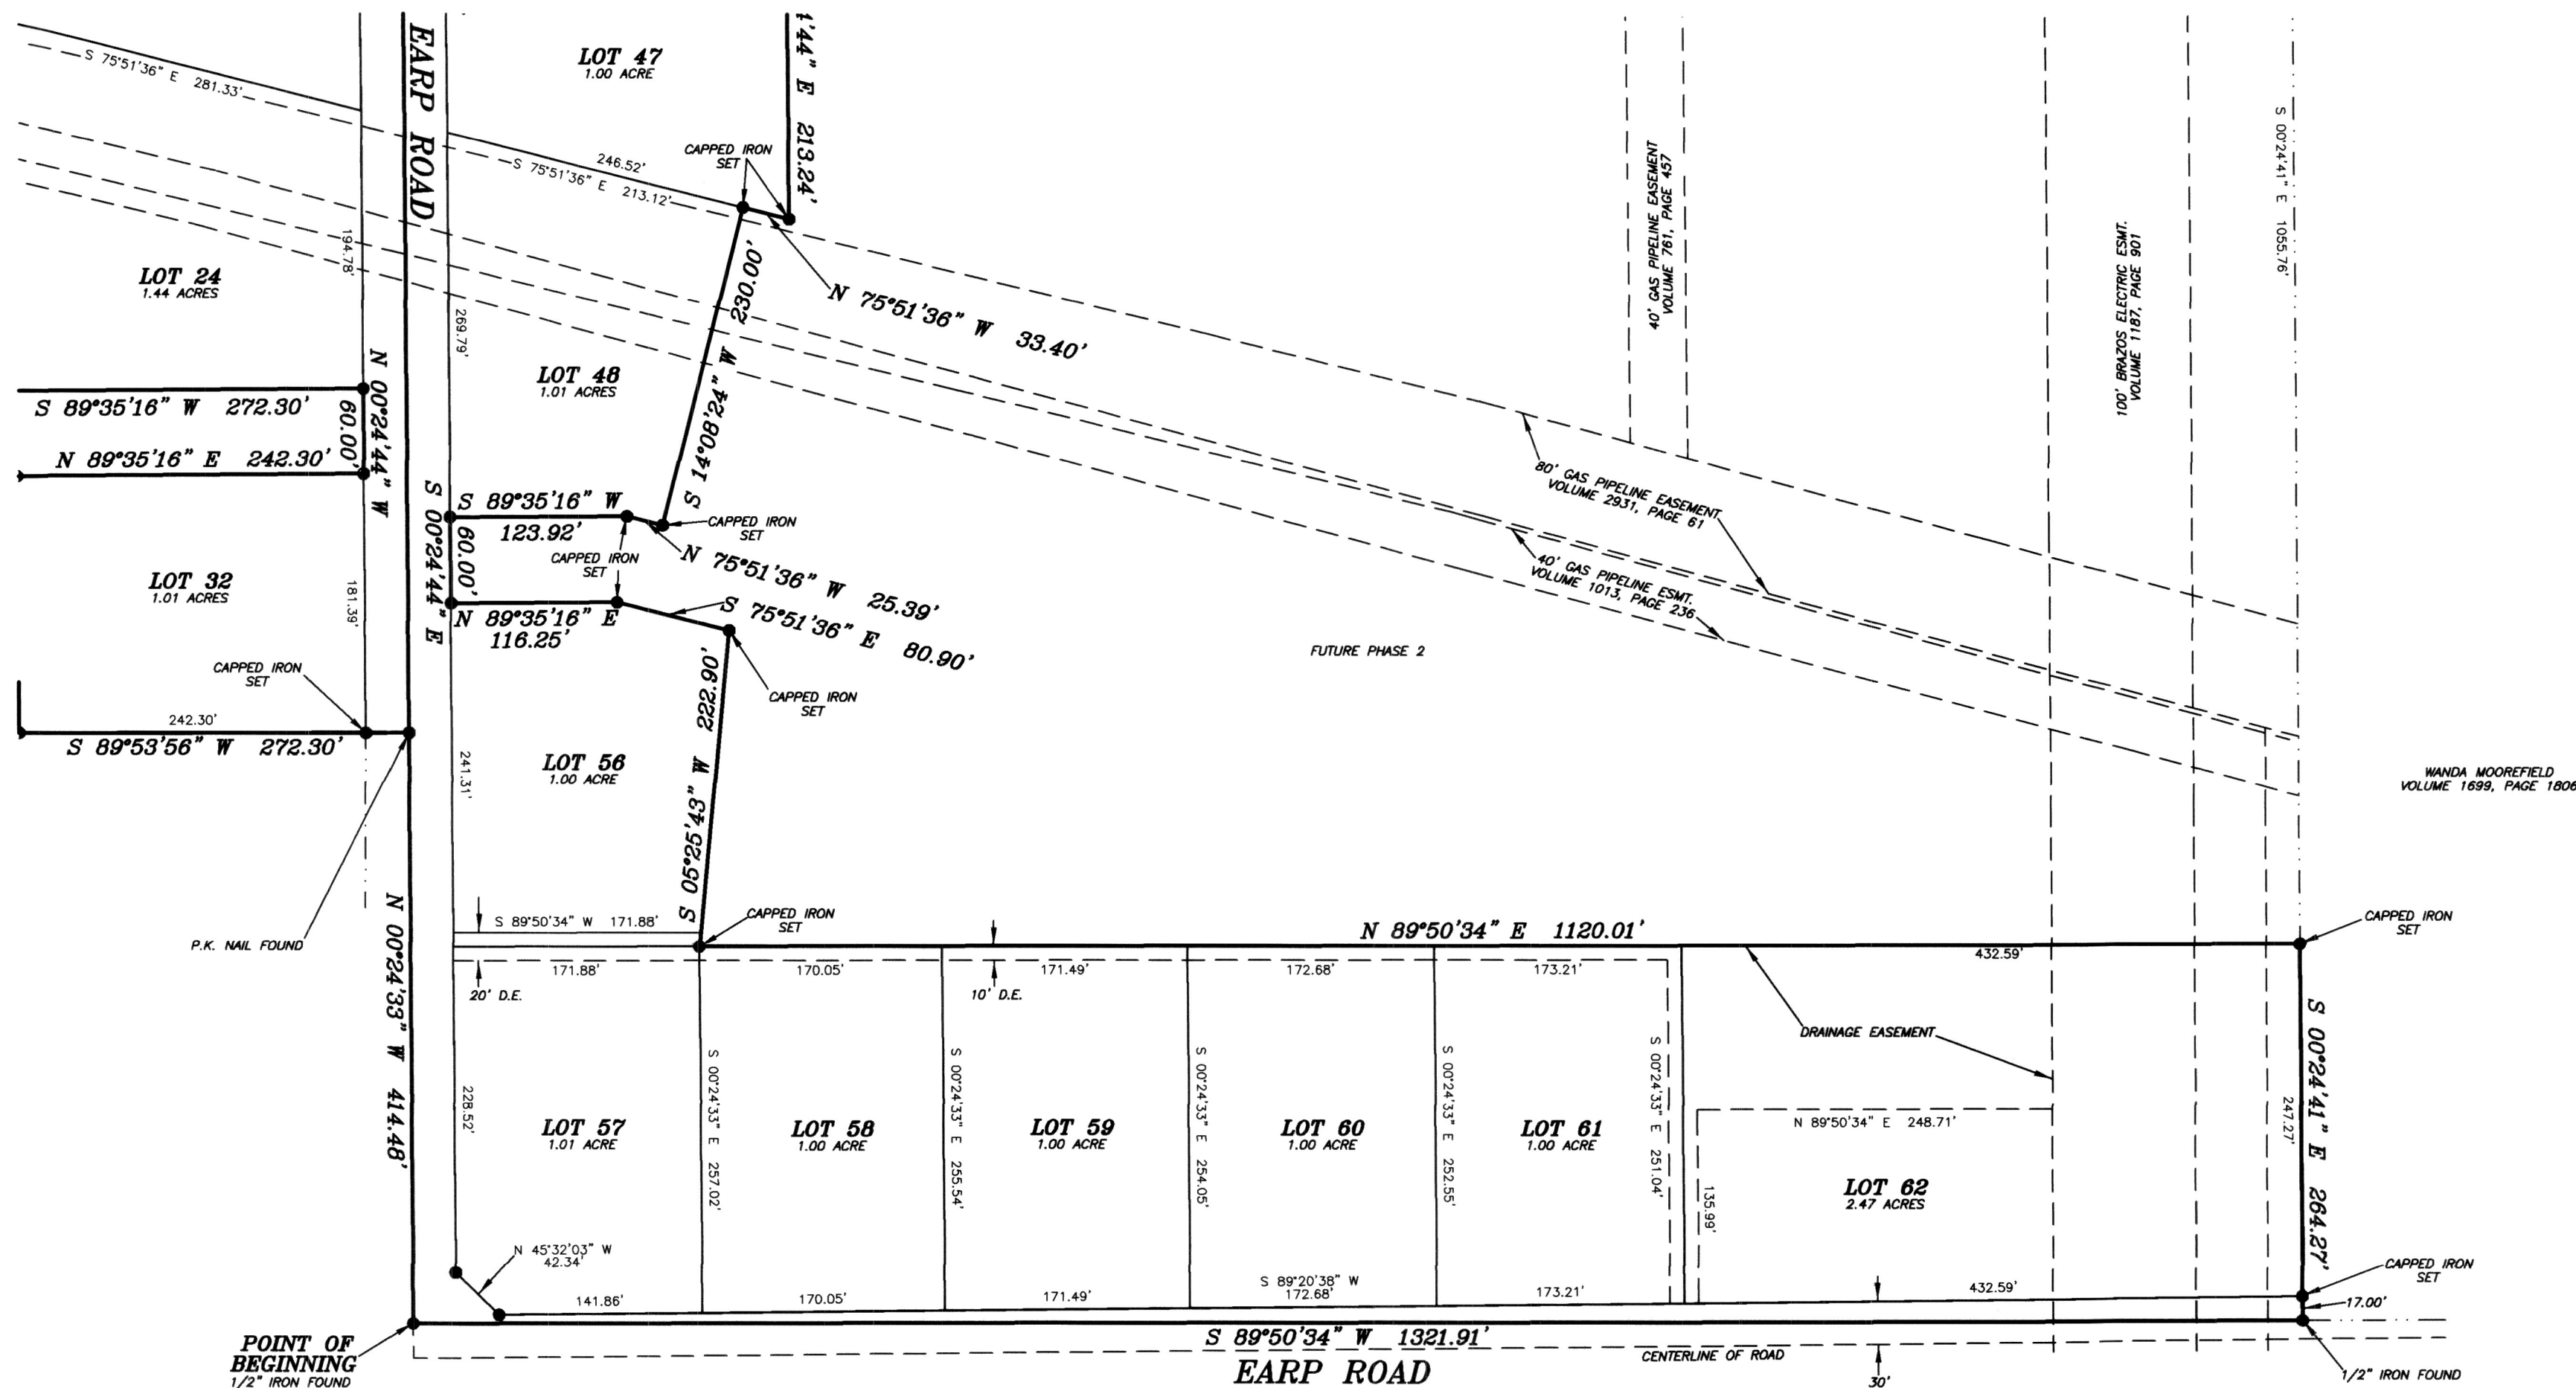 EARP ROAD
LOT 47
1.00 ACRE
'44" E 213.24'
S 75°51'36" E 281.33'
CAPPED IRON
SET
246.52'
S 75°51'36" E 213.12'
40' GAS PIPELINE EASEMENT
VOLUME 761, PAGE 457
100' BRAZOS ELECTRIC ESMT.
VOLUME 1187, PAGE 901
S 00°24'41" E 1055.76'
194.78'
LOT 24
1.44 ACRES
269.79'
S 14°08'24" W 230.00'
N 75°51'36" W 33.40'
LOT 48
1.01 ACRES
S 89°35'16" W 272.30'
60.00'
N 00°24'44" W
N 89°35'16" E 242.30'
80' GAS PIPELINE EASEMENT
VOLUME 2931, PAGE 61
S 89°35'16" W
123.92'
CAPPED IRON
SET
CAPPED IRON
SET
N 75°51'36" W 25.39'
40' GAS PIPELINE ESMT.
VOLUME 1013, PAGE 236
S 00°24'44" E
60.00'
LOT 32
1.01 ACRES
181.39'
N 89°35'16" E
116.25'
S 75°51'36" E 80.90'
FUTURE PHASE 2
CAPPED IRON
SET
CAPPED IRON
SET
242.30'
S 89°53'56" W 272.30'
241.31'
LOT 56
1.00 ACRE
S 05°25'43" W 222.90'
WANDA MOOREFIELD
VOLUME 1699, PAGE 1806
P.K. NAIL FOUND
N 00°24'33" W 414.48'
S 89°50'34" W 171.88'
CAPPED IRON
SET
N 89°50'34" E 1120.01'
CAPPED IRON
SET
171.88'
170.05'
171.49'
172.68'
173.21'
432.59'
20' D.E.
10' D.E.
DRAINAGE EASEMENT
228.52'
LOT 57
1.01 ACRE
S 00°24'33" E 257.02'
LOT 58
1.00 ACRE
S 00°24'33" E 255.54'
LOT 59
1.00 ACRE
S 00°24'33" E 254.05'
LOT 60
1.00 ACRE
S 00°24'33" E 252.55'
LOT 61
1.00 ACRE
S 00°24'33" E 251.04'
N 89°50'34" E 248.71'
135.99'
LOT 62
2.47 ACRES
247.27'
S 00°24'41" E 264.27'
N 45°32'03" W
42.34'
141.86'
170.05'
171.49'
S 89°20'38" W
172.68'
173.21'
432.59'
CAPPED IRON
SET
17.00'
POINT OF
BEGINNING
1/2" IRON FOUND
S 89°50'34" W 1321.91'
EARP ROAD
CENTERLINE OF ROAD
30'
1/2" IRON FOUND